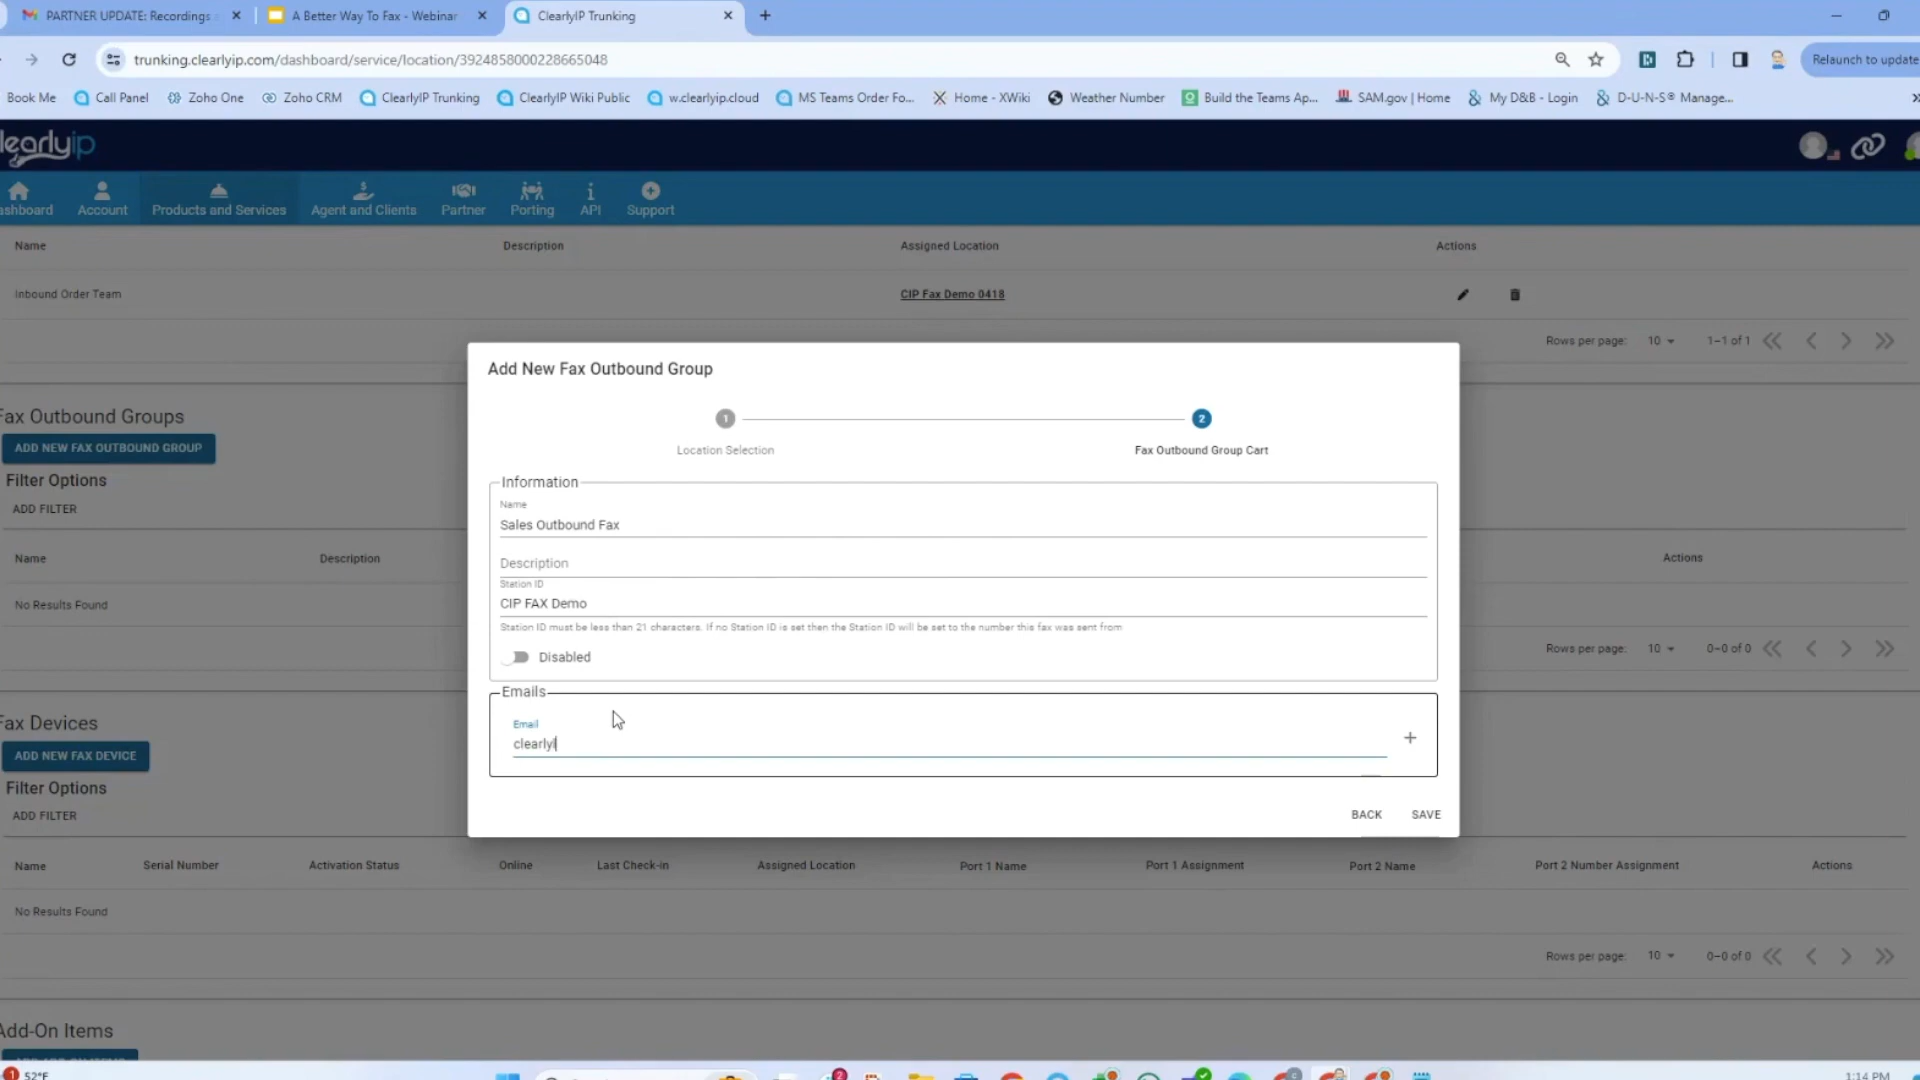 PARTNER UPDATE: Recordings
A Better Way To Fax - Webinar
ClearlyIP Trunking
trunking.clearlyip.com/dashboard/service/location/3924858000228665048
Relaunch to update
Book Me
Call Panel
Zoho One
Zoho CRM
ClearlyIP Trunking
ClearlyIP Wiki Public
w.clearlyip.cloud
MS Teams Order Fo...
Home - XWiki
Weather Number
Build the Teams Ap...
SAM.gov | Home
My D&B - Login
D-U-N-S® Manage...
learlyip
ashboard
Account
Products and Services
Agent and Clients
Partner
Porting
API
Support
Name
Description
Assigned Location
Actions
Inbound Order Team
CIP Fax Demo 0418
Rows per page: 10
1-1 of 1
Fax Outbound Groups
ADD NEW FAX OUTBOUND GROUP
Filter Options
ADD FILTER
Name
Description
Actions
No Results Found
Rows per page: 10
0-0 of 0
Add New Fax Outbound Group
1
2
Location Selection
Fax Outbound Group Cart
Information
Name
Sales Outbound Fax
Description
Station ID
CIP FAX Demo
Station ID must be less than 21 characters. If no Station ID is set then the Station ID will be set to the number this fax was sent from
Disabled
Emails
Email
clearlyI
BACK
SAVE
Fax Devices
ADD NEW FAX DEVICE
Filter Options
ADD FILTER
Name
Serial Number
Activation Status
Online
Last Check-in
Assigned Location
Port 1 Name
Port 1 Assignment
Port 2 Name
Port 2 Number Assignment
Actions
No Results Found
Rows per page: 10
0-0 of 0
Add-On Items
1
52°F
2
1:14 PM